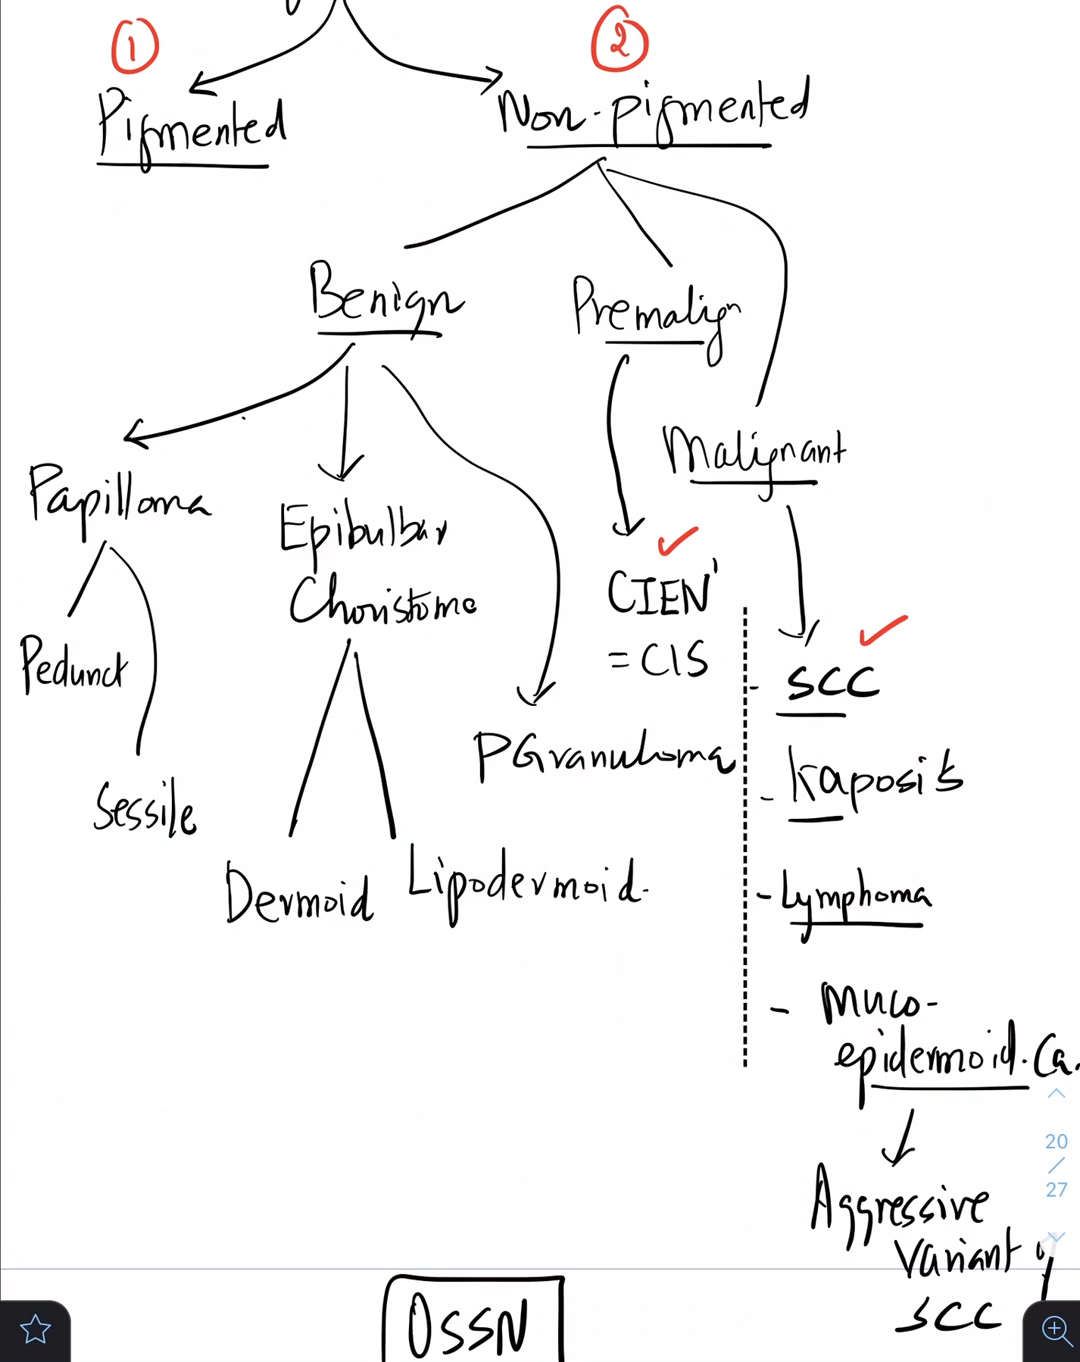 1
2
Pigmented
Non-pigmented
Benign
Premalign
Malignant
Papilloma
Epibulbar
Choristoma
CIEN
= CIS
Pedunct
- SCC
PGranuloma
- Kaposi's
Sessile
Dermoid
Lipodermoid.
- Lymphoma
- Muco-
epidermoid. Ca.
Aggressive
Variant of
SCC
20
/
27
OSSN